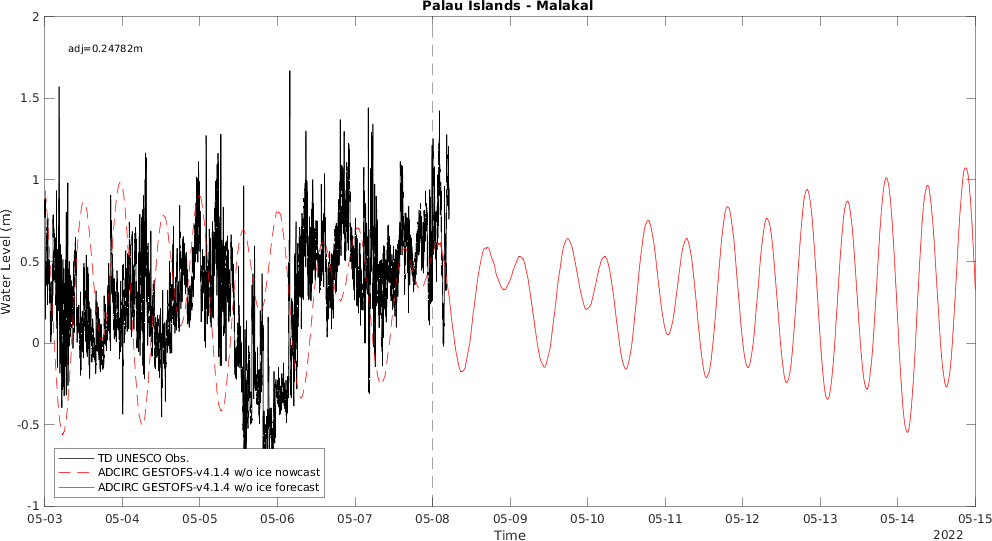 Palau Islands - Malakal
adj=0.24782m
Water Level (m)
2
1.5
1
0.5
0
-0.5
-1
TD UNESCO Obs.
ADCIRC GESTOFS-v4.1.4 w/o ice nowcast
ADCIRC GESTOFS-v4.1.4 w/o ice forecast
05-03 05-04 05-05 05-06 05-07 05-08 05-09 05-10 05-11 05-12 05-13 05-14 05-15
Time
2022